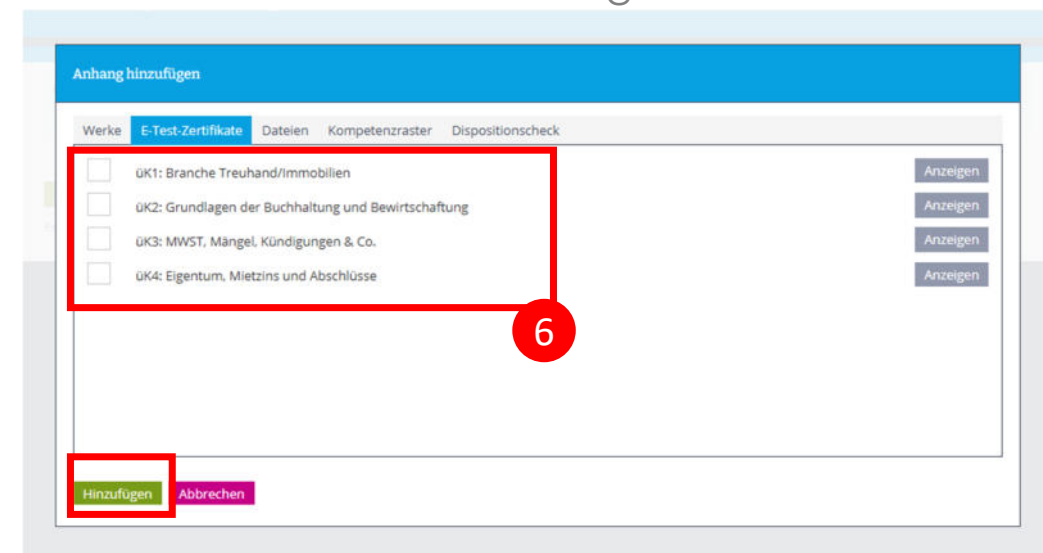 Anhang hinzufügen
Werke E-Test-Zertifikate Dateien Kompetenzraster Dispositionscheck
üK1: Branche Treuhand/Immobilien Anzeigen
üK2: Grundlagen der Buchhaltung und Bewirtschaftung Anzeigen
üK3: MWST, Mängel, Kündigungen & Co. Anzeigen
üK4: Eigentum, Mietzins und Abschlüsse Anzeigen
6
Hinzufügen Abbrechen